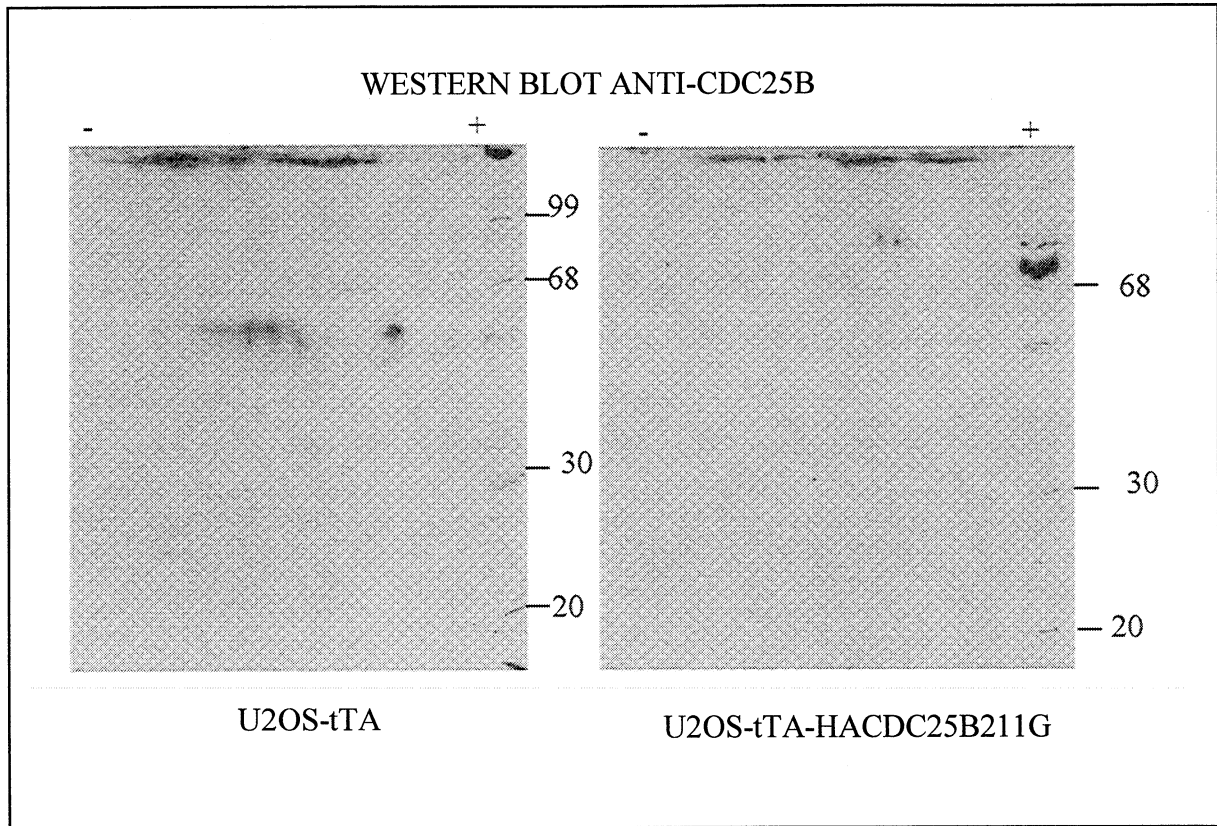 WESTERN BLOT ANTI-CDC25B
- + - +
99
68
30
20
68
30
20
U2OS-tTA
U2OS-tTA-HACDC25B211G